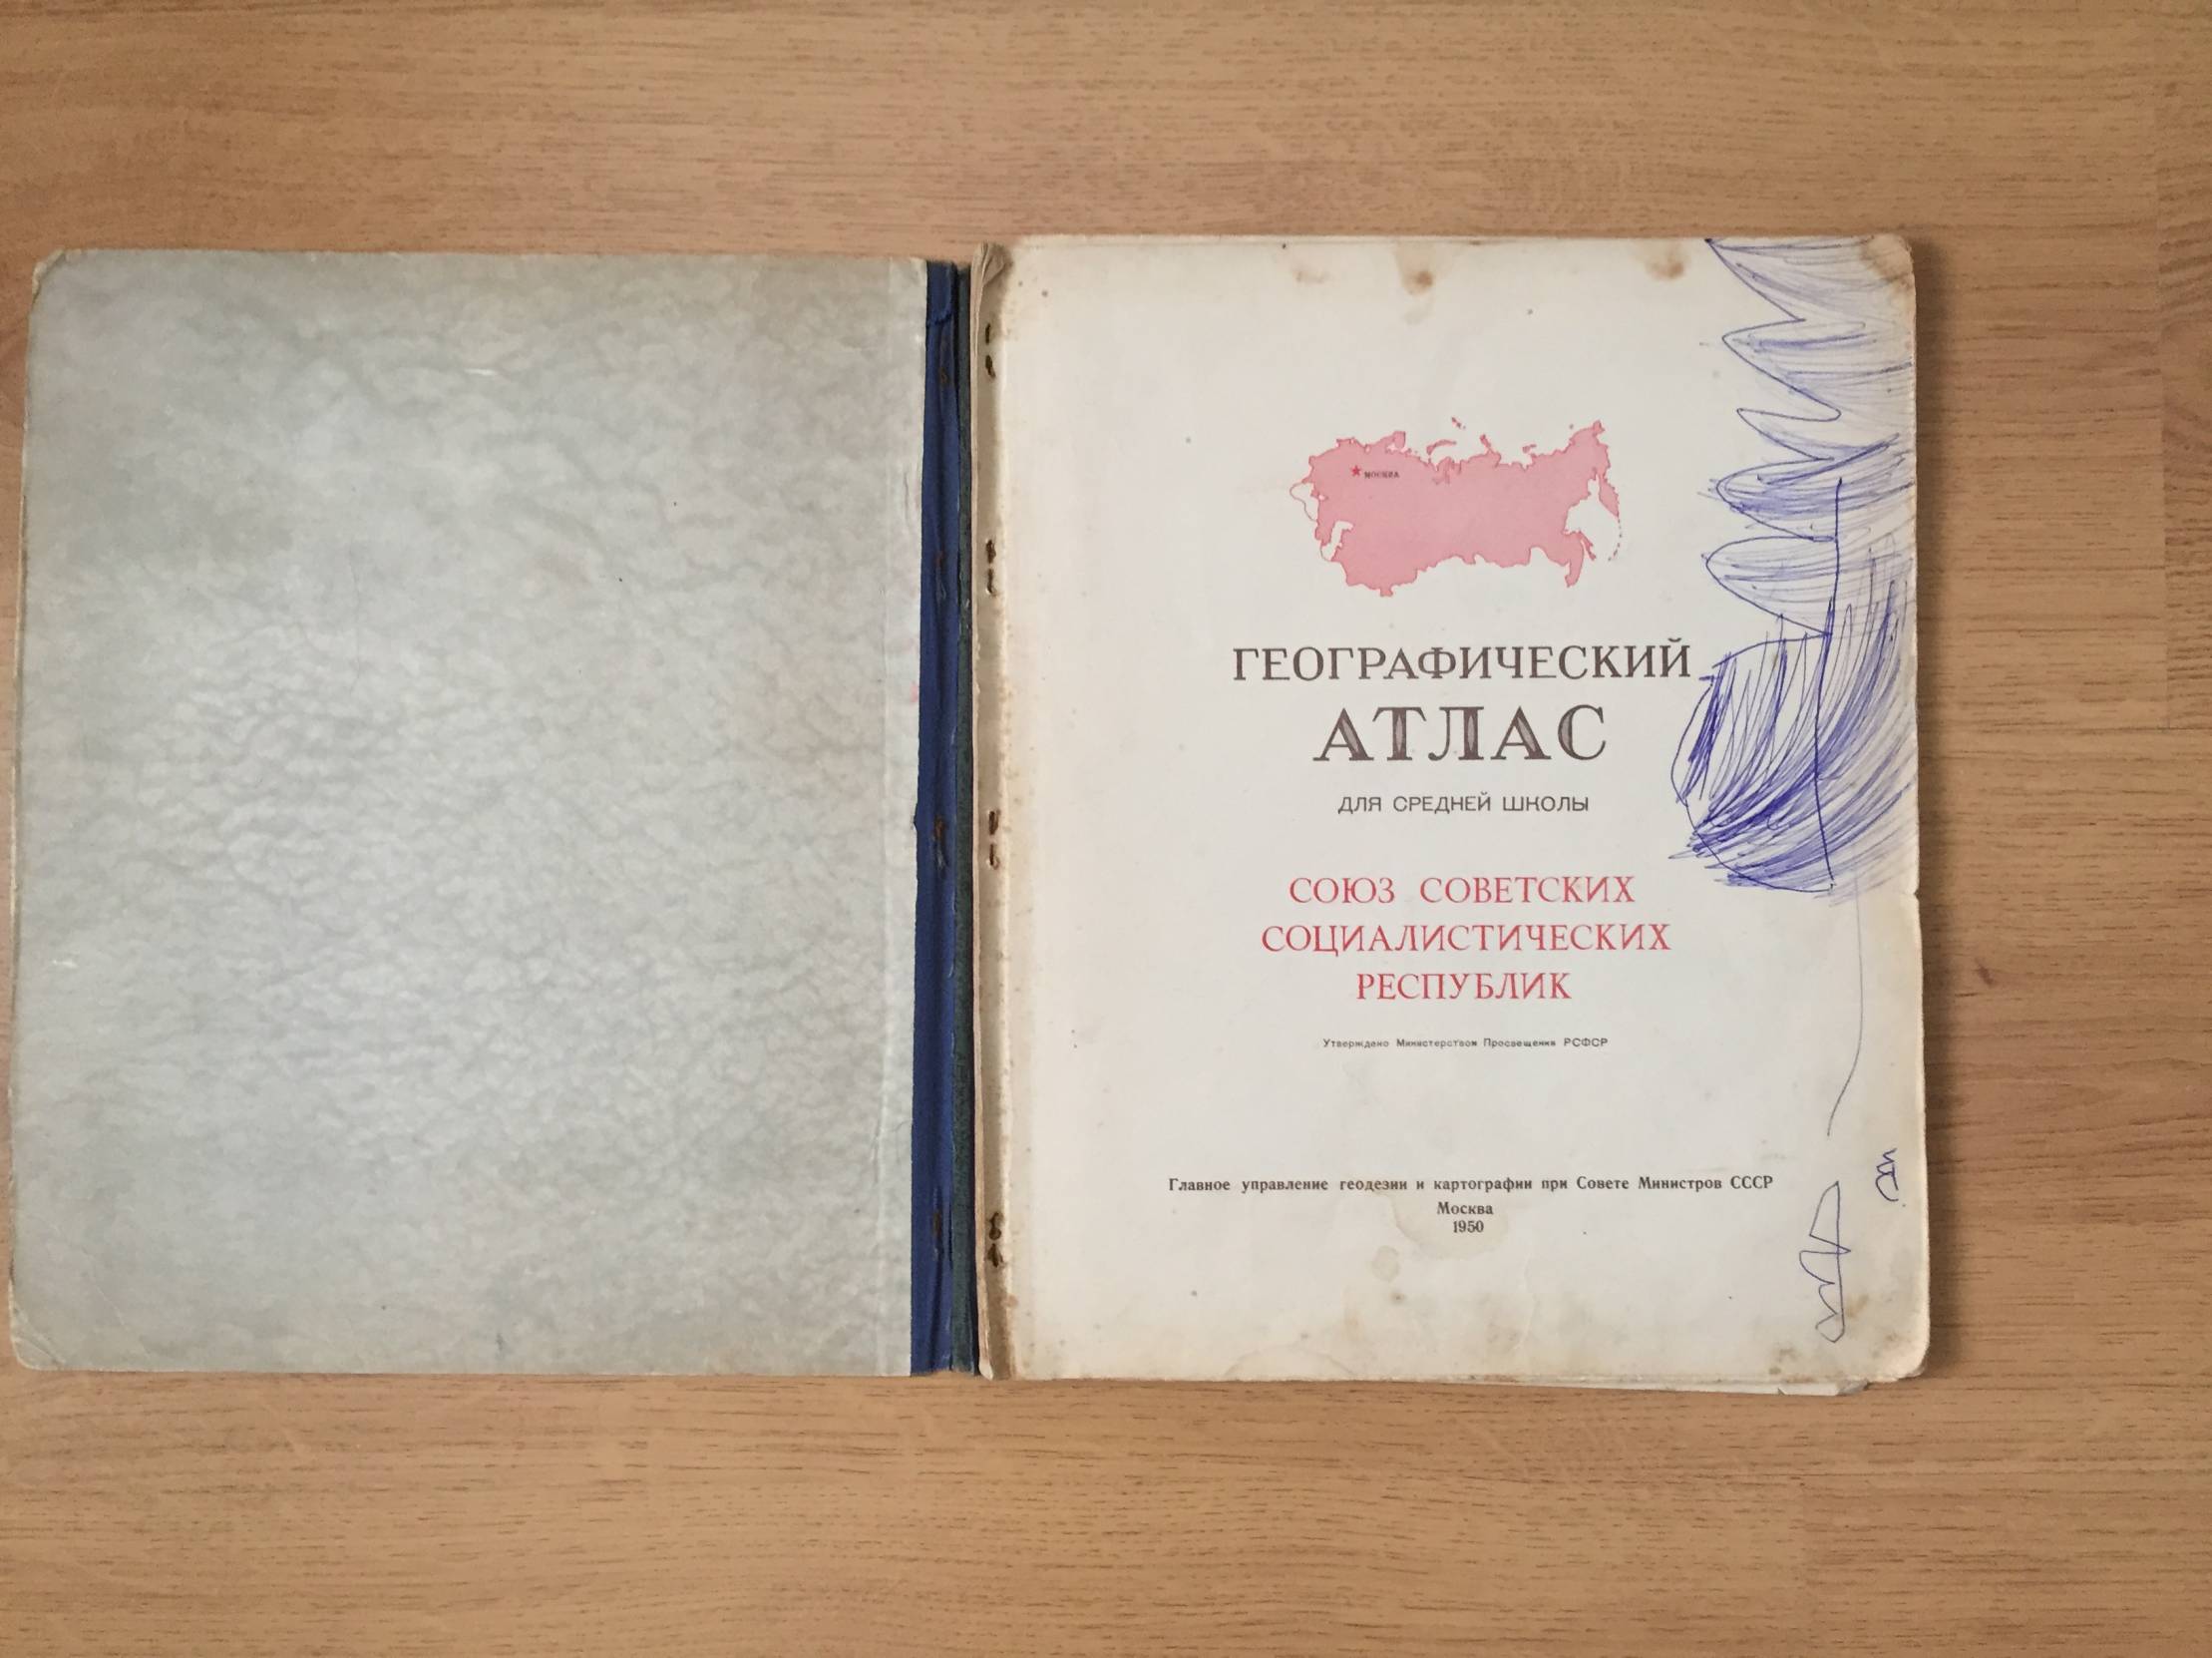 МОСКВА
ГЕОГРАФИЧЕСКИЙ
АТЛАС
ДЛЯ СРЕДНЕЙ ШКОЛЫ
СОЮЗ СОВЕТСКИХ
СОЦИАЛИСТИЧЕСКИХ
РЕСПУБЛИК
Утверждено Министерством Просвещения РСФСР
Главное управление геодезии и картографии при Совете Министров СССР
Москва
1950